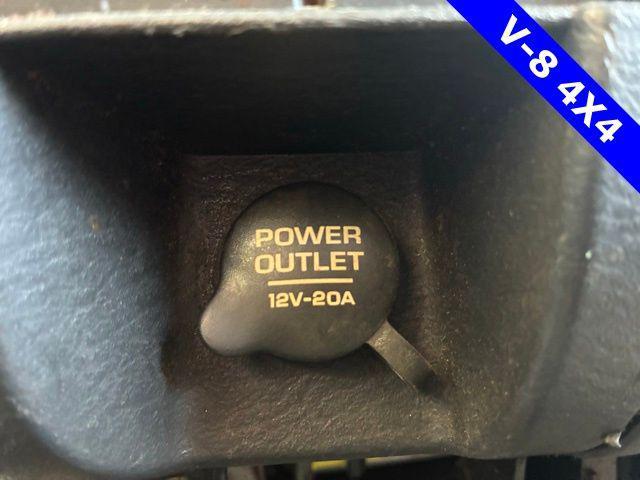 V-8 4X4
POWER
OUTLET
12V-20A